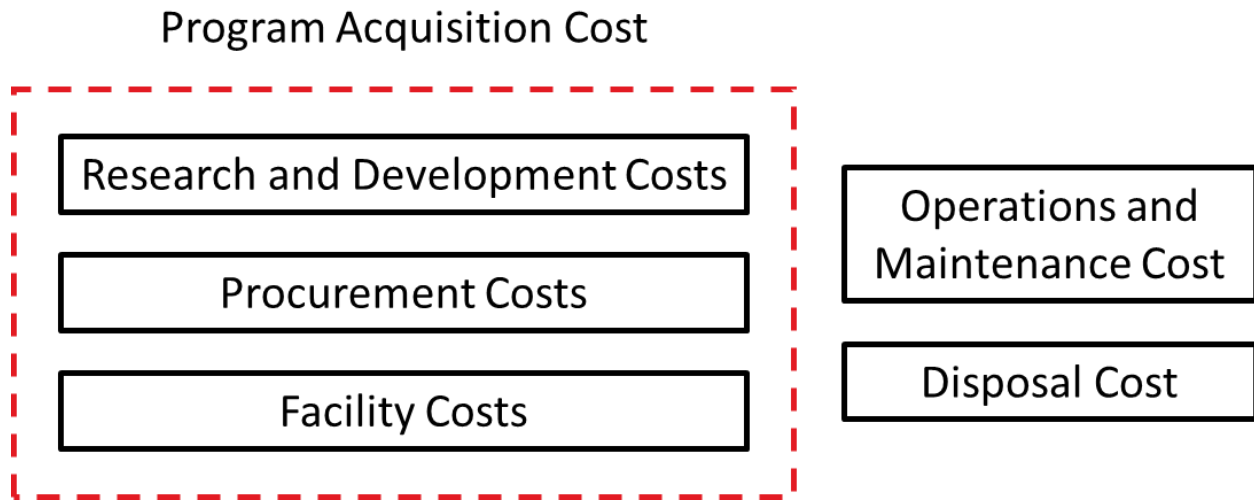 Program Acquisition Cost
Research and Development Costs
Procurement Costs
Facility Costs
Operations and
Maintenance Cost
Disposal Cost